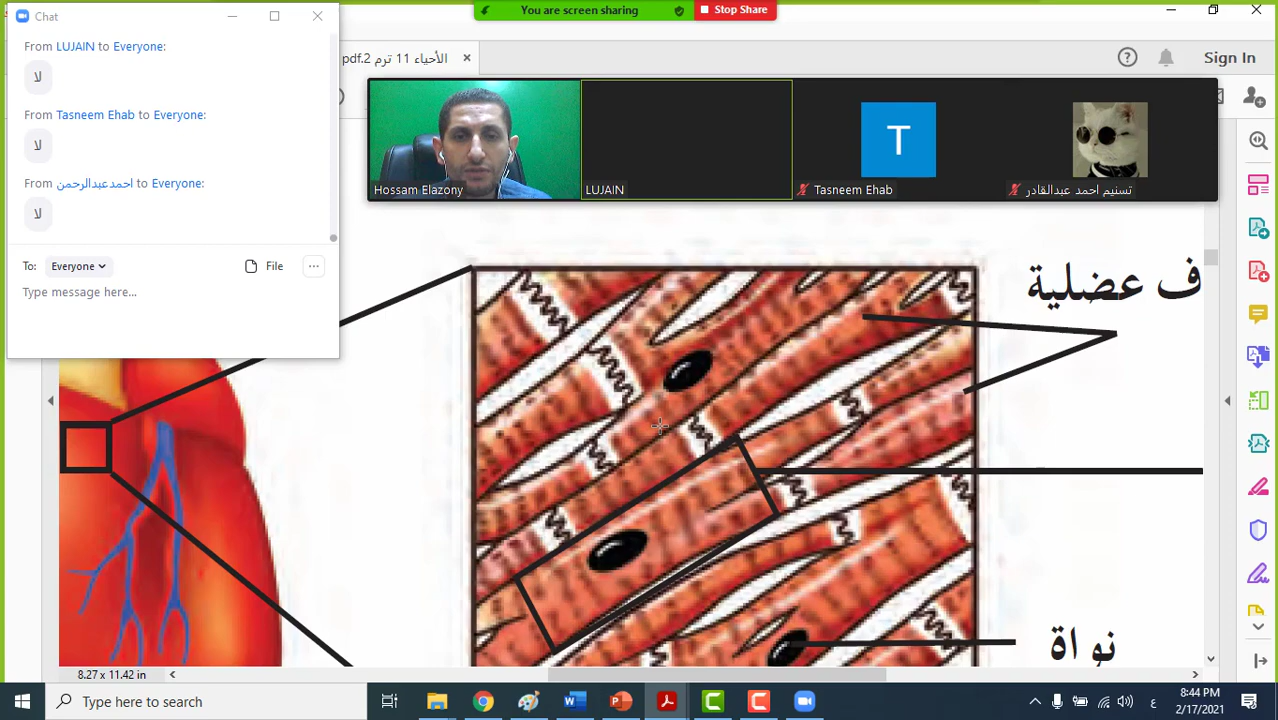 Chat
You are screen sharing
Stop Share
From LUJAIN to Everyone:
لا
From Tasneem Ehab to Everyone:
لا
From احمدعبدالرحمن to Everyone:
لا
To: Everyone
File
Type message here...
الأحياء 11 ترم 2.pdf
Sign In
Hossam Elazony
LUJAIN
T
Tasneem Ehab
تسنيم احمد عبدالقادر
ف عضلية
نواة
8.27 x 11.42 in
Type here to search
ع
8:44 PM
2/17/2021